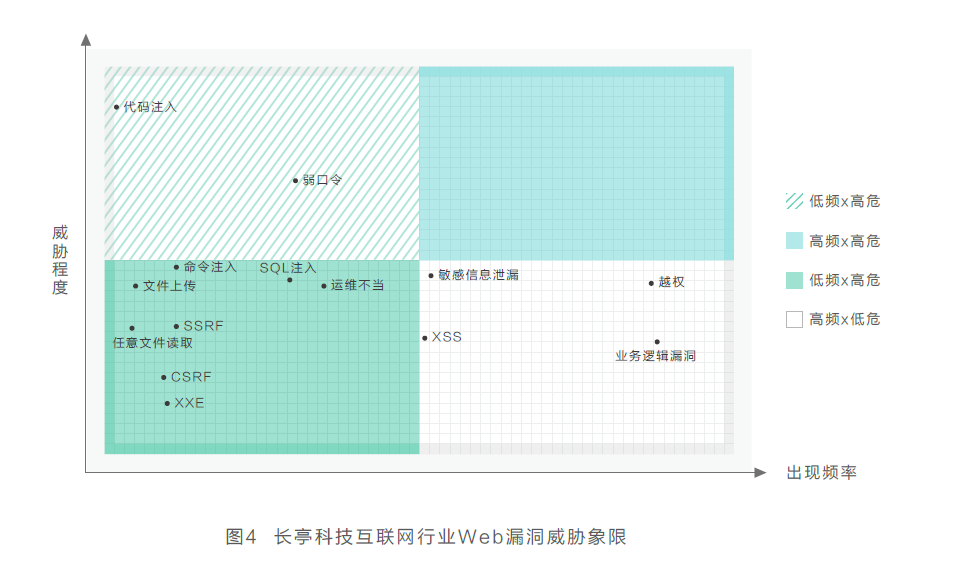 代码注入
弱口令
命令注入
SQL注入
文件上传
运维不当
敏感信息泄漏
越权
SSRF
任意文件读取
XSS
业务逻辑漏洞
CSRF
XXE
威胁程度
出现频率
低频x高危
高频x高危
低频x高危
高频x低危
图4 长亭科技互联网行业Web漏洞威胁象限